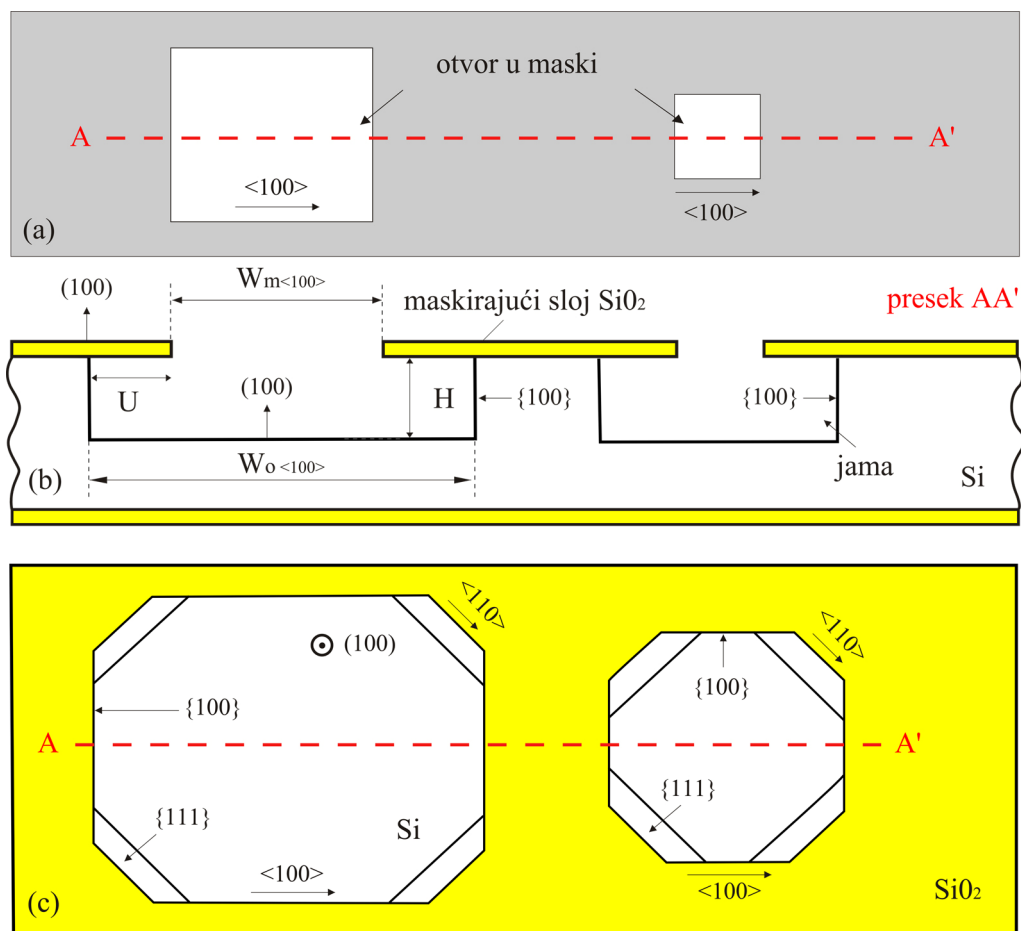 otvor u maski
A
A'
<100>
<100>
(a)
Wm<100>
(100)
maskirajući sloj Si0₂
presek AA'
U
(100)
H
{100}
{100}
Wo <100>
jama
(b)
Si
<110>
<110>
(100)
{100}
{100}
A
A'
{111}
{111}
Si
<100>
<100>
Si0₂
(c)